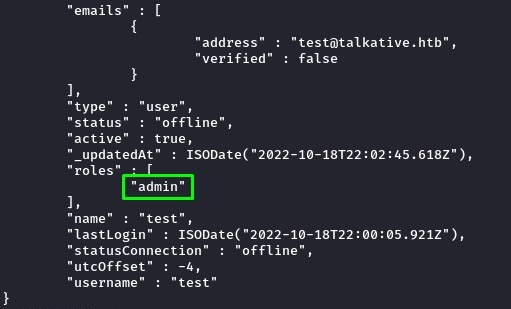 "emails" : [
{
"address" : "test@talkative.htb",
"verified" : false
}
],
"type" : "user",
"status" : "offline",
"active" : true,
"_updatedAt" : ISODate("2022-10-18T22:02:45.618Z"),
"roles" : [
"admin"
],
"name" : "test",
"lastLogin" : ISODate("2022-10-18T22:00:05.921Z"),
"statusConnection" : "offline",
"utcOffset" : -4,
"username" : "test"
}